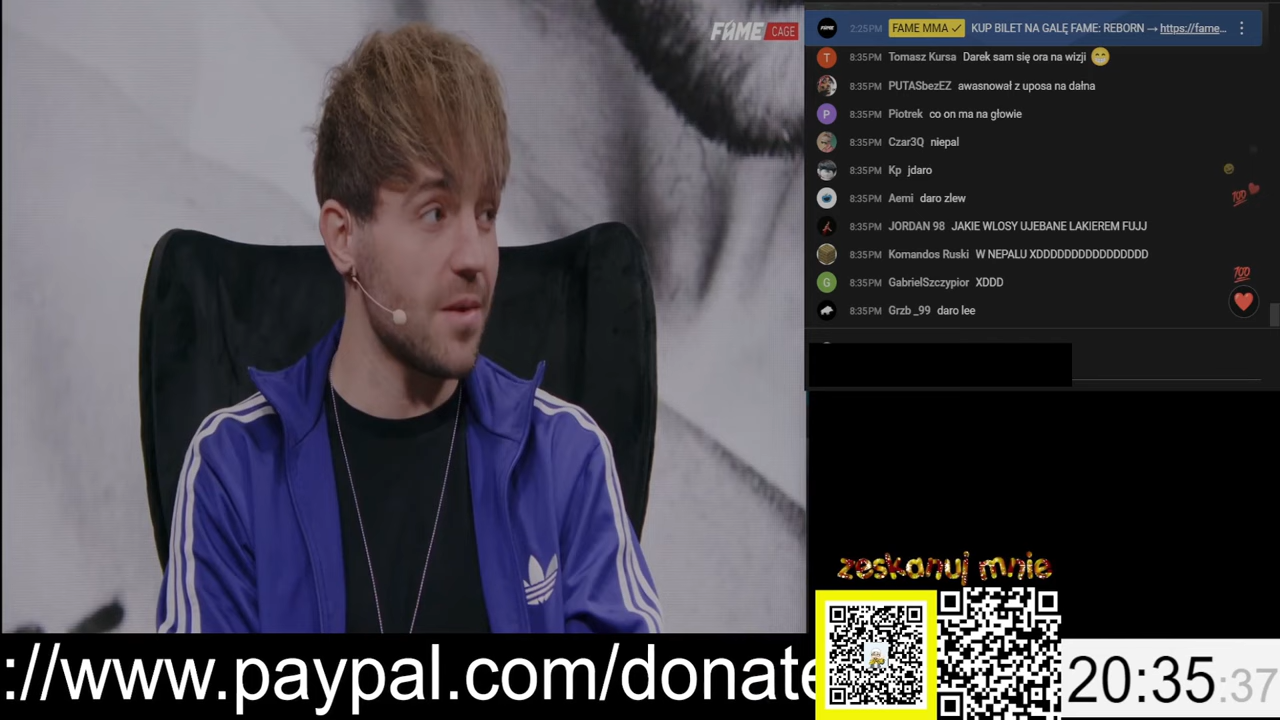 FAME CAGE
2:25PM FAME MMA ✓ KUP BILET NA GALĘ FAME: REBORN → https://fame...
T 8:35PM Tomasz Kursa Darek sam się ora na wizji 😁
8:35PM PUTASbezEZ awasnował z uposa na dałna
P 8:35PM Piotrek co on ma na głowie
8:35PM Czar3Q niepal
8:35PM Kp jdaro
8:35PM Aemi daro zlew
8:35PM JORDAN 98 JAKIE WLOSY UJEBANE LAKIEREM FUJJ
8:35PM Komandos Ruski W NEPALU XDDDDDDDDDDDDDDDDD
G 8:35PM GabrielSzczypior XDDD
8:35PM Grzb _99 daro lee
zeskanuj mnie
://www.paypal.com/donate
20:35:37